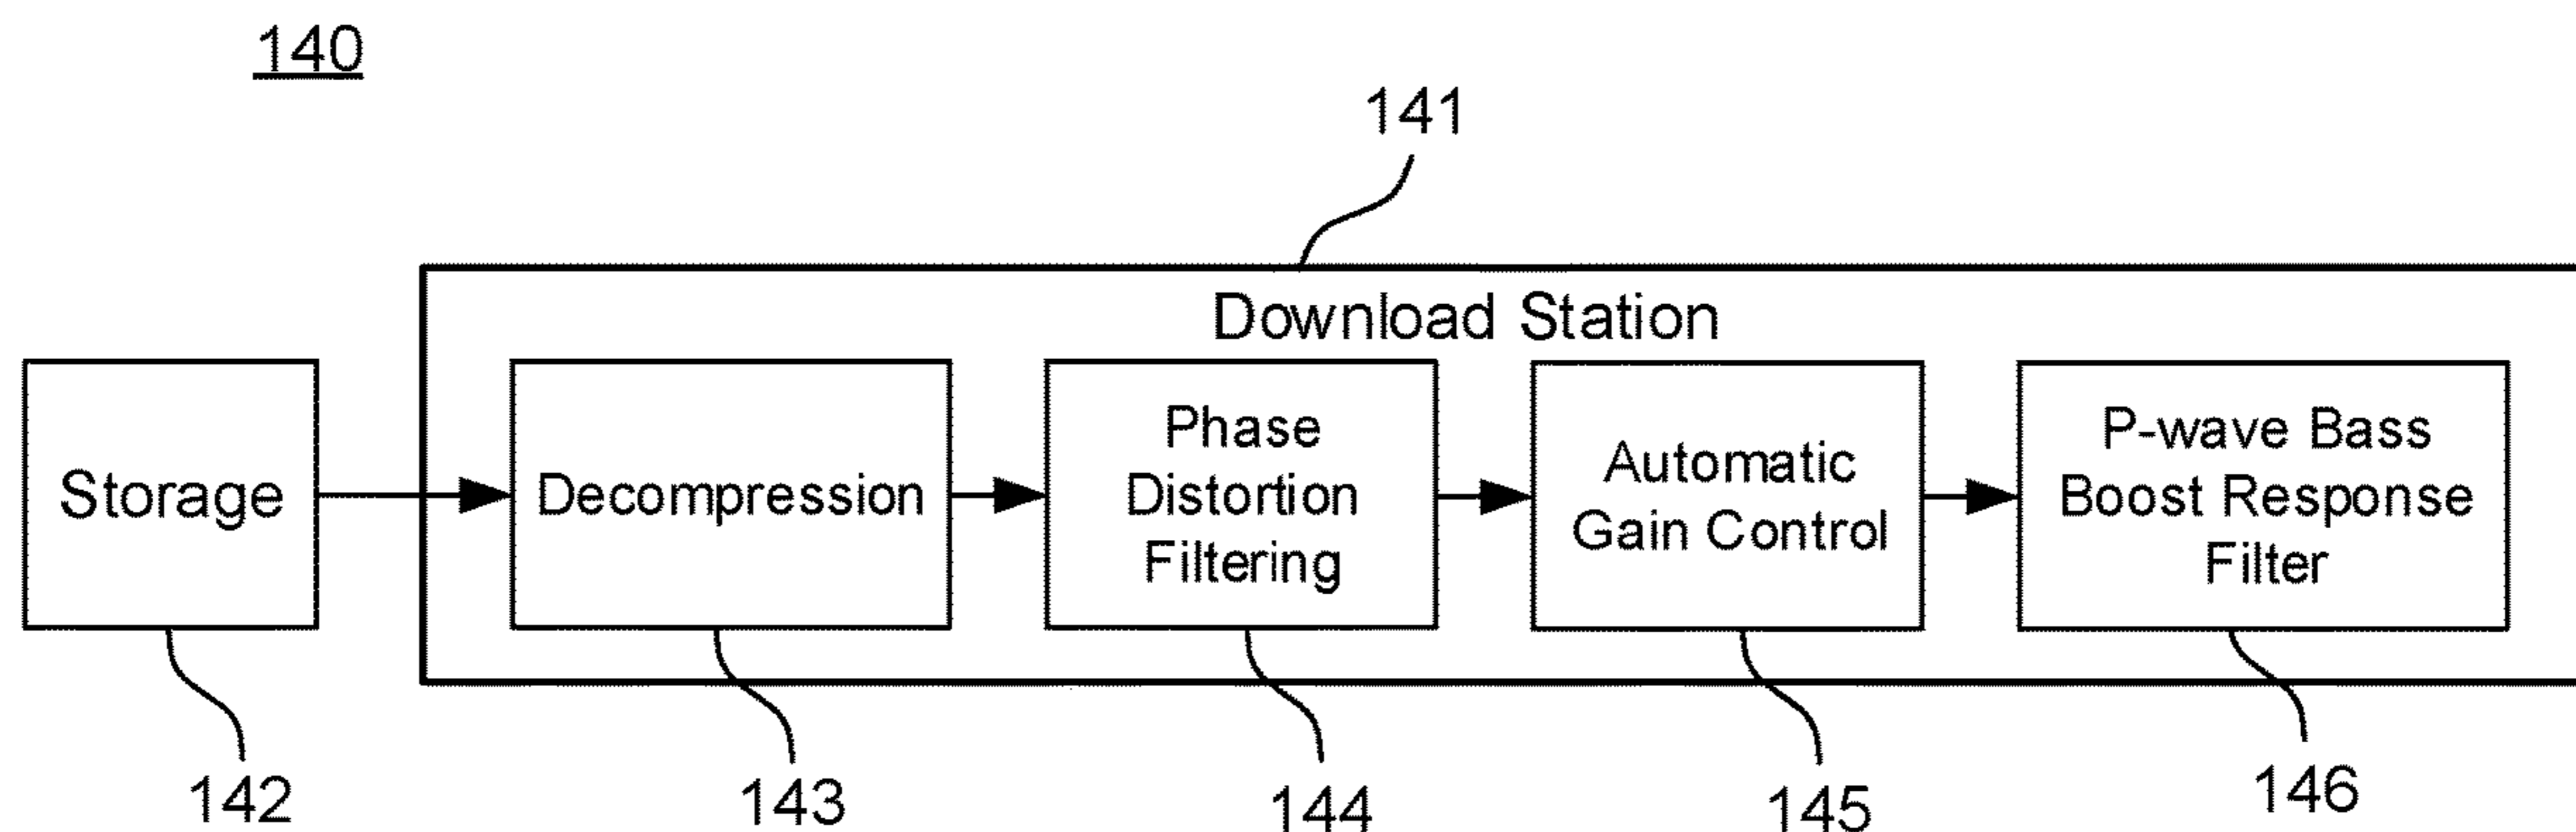 140
141
Download Station
Storage
Decompression
Phase
Distortion
Filtering
Automatic
Gain Control
P-wave Bass
Boost Response
Filter
142
143
144
145
146